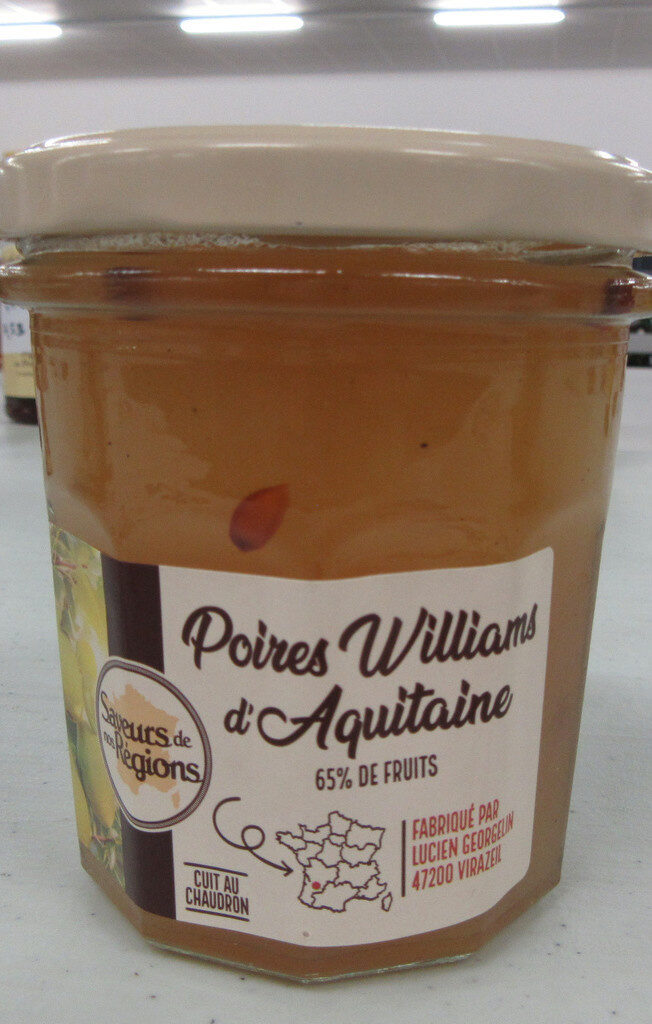 Poires Williams
d'Aquitaine
65% DE FRUITS
Saveurs de
nos Régions
CUIT AU
CHAUDRON
FABRIQUÉ PAR
LUCIEN GEORGELIN
47200 VIRAZEIL